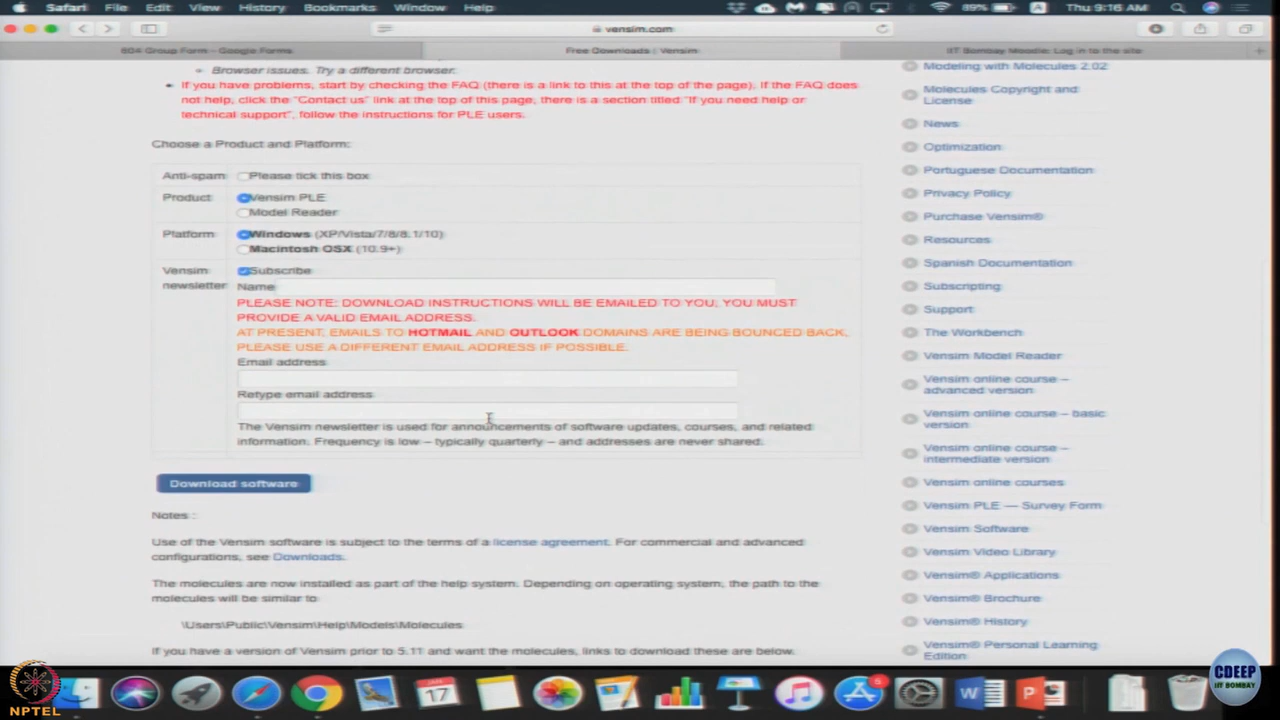 Safari File Edit View History Bookmarks Window Help 89% A Thu 9:16 AM
vensim.com
604 Group Form - Google Forms Free Downloads | Vensim IIT Bombay Moodle: Log in to the site
Browser issues. Try a different browser.
If you have problems, start by checking the FAQ (there is a link to this at the top of the page). If the FAQ does
not help, click the "Contact us" link at the top of this page, there is a section titled "If you need help or
technical support", follow the instructions for PLE users.
Choose a Product and Platform:
Anti-spam Please tick this box
Product Vensim PLE
Model Reader
Platform Windows (XP/Vista/7/8/8.1/10)
Macintosh OSX (10.9+)
Vensim newsletter Subscribe
Name
PLEASE NOTE: DOWNLOAD INSTRUCTIONS WILL BE EMAILED TO YOU; YOU MUST
PROVIDE A VALID EMAIL ADDRESS.
AT PRESENT, EMAILS TO HOTMAIL AND OUTLOOK DOMAINS ARE BEING BOUNCED BACK,
PLEASE USE A DIFFERENT EMAIL ADDRESS IF POSSIBLE.
Email address
Retype email address
The Vensim newsletter is used for announcements of software updates, courses, and related
information. Frequency is low – typically quarterly – and addresses are never shared.
Download software
Notes :
Use of the Vensim software is subject to the terms of a license agreement. For commercial and advanced
configurations, see Downloads.
The molecules are now installed as part of the help system. Depending on operating system, the path to the
molecules will be similar to
\Users\Public\Vensim\Help\Models\Molecules
If you have a version of Vensim prior to 5.11 and want the molecules, links to download these are below.
Modeling with Molecules 2.02
Molecules Copyright and
License
News
Optimization
Portuguese Documentation
Privacy Policy
Purchase Vensim®
Resources
Spanish Documentation
Subscripting
Support
The Workbench
Vensim Model Reader
Vensim online course –
advanced version
Vensim online course – basic
version
Vensim online course –
intermediate version
Vensim online courses
Vensim PLE — Survey Form
Vensim Software
Vensim Video Library
Vensim® Applications
Vensim® Brochure
Vensim® History
Vensim® Personal Learning
Edition
JAN
17
5
W
P
NPTEL
CDEEP
IIT BOMBAY